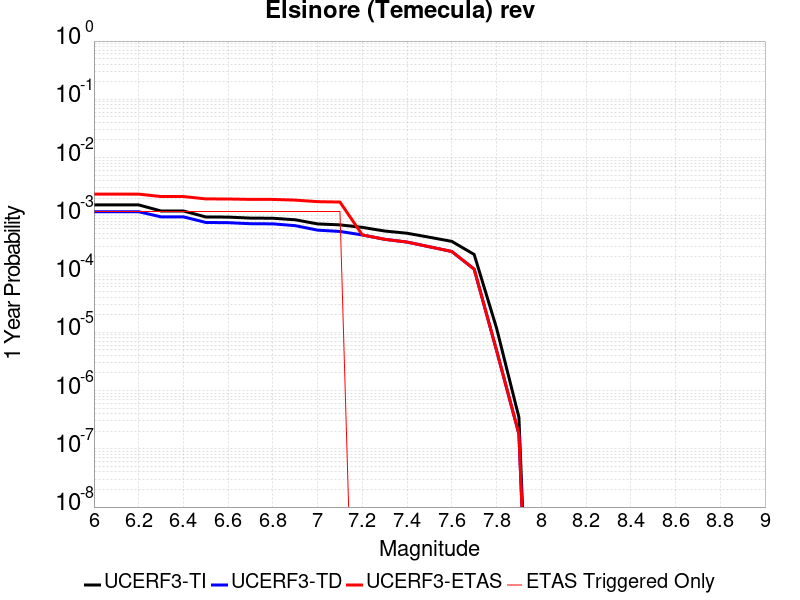 Elsinore (Temecula) rev
10^0
10^-1
10^-2
10^-3
10^-4
10^-5
10^-6
10^-7
10^-8
1 Year Probability
6 6.2 6.4 6.6 6.8 7 7.2 7.4 7.6 7.8 8 8.2 8.4 8.6 8.8 9
Magnitude
UCERF3-TI UCERF3-TD UCERF3-ETAS ETAS Triggered Only